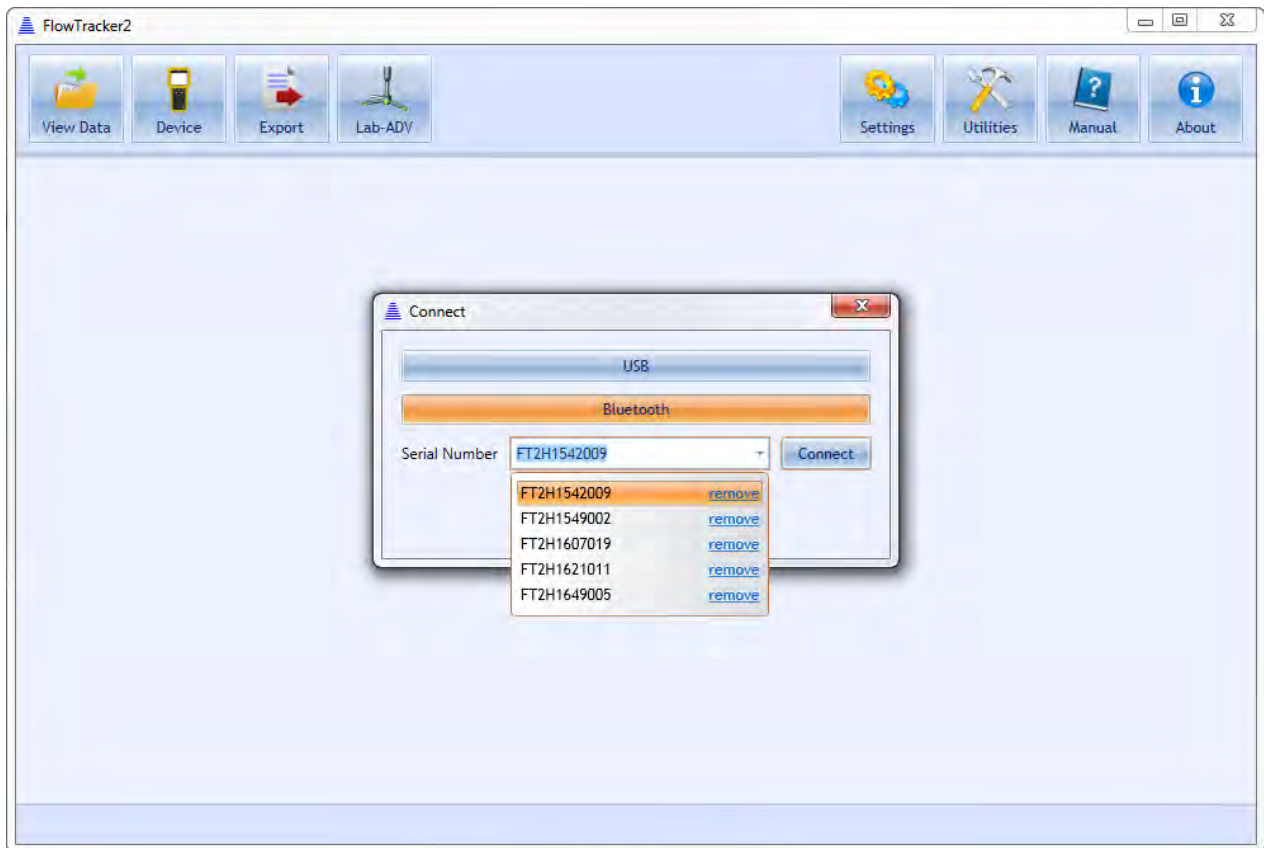 FlowTracker2
View Data Device Export Lab-ADV Settings Utilities Manual About
Connect
USB
Bluetooth
Serial Number FT2H1542009 Connect
FT2H1542009 remove
FT2H1549002 remove
FT2H1607019 remove
FT2H1621011 remove
FT2H1649005 remove